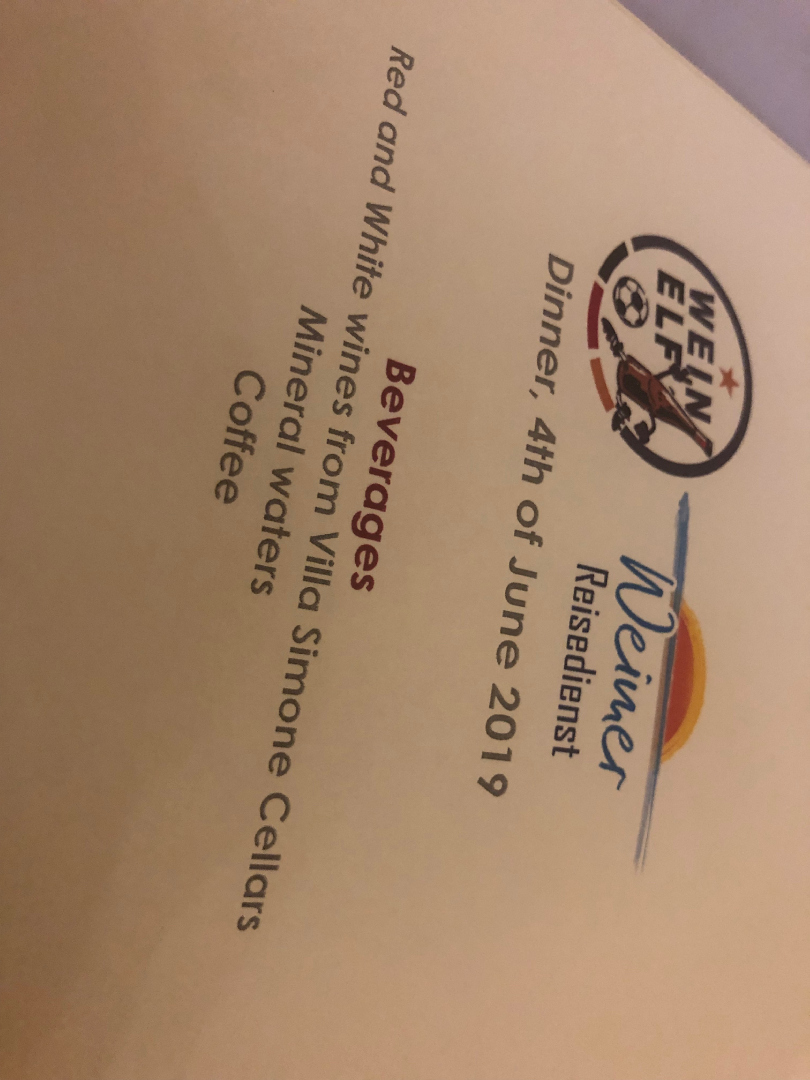 WEIN
ELF
Weimer
Reisedienst
Dinner, 4th of June 2019
Beverages
Red and White wines from Villa Simone Cellars
Mineral waters
Coffee